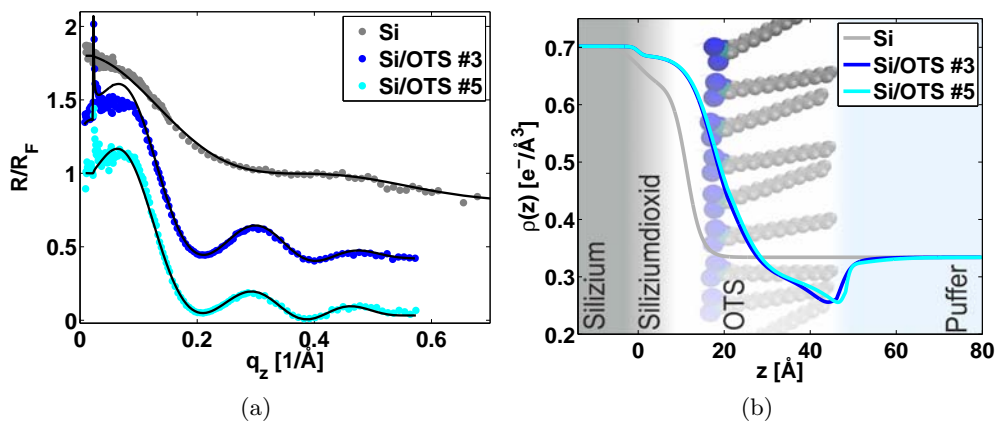 2
1.5
1
0.5
0
0
0.2
0.4
0.6
R/R_F
q_z [1/Å]
Si
Si/OTS #3
Si/OTS #5
(a)
0.7
0.6
0.5
0.4
0.3
0.2
0
20
40
60
80
ρ(z) [e⁻/Å³]
z [Å]
Si
Si/OTS #3
Si/OTS #5
Silizium
Siliziumdioxid
OTS
Puffer
(b)